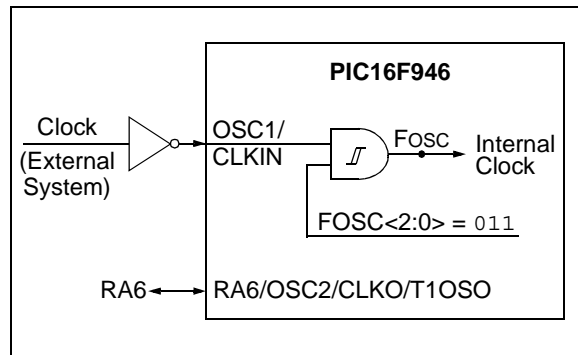 PIC16F946
Clock
(External
System)
OSC1/
CLKIN
FOSC
Internal
Clock
FOSC<2:0> = 011
RA6
RA6/OSC2/CLKO/T1OSO